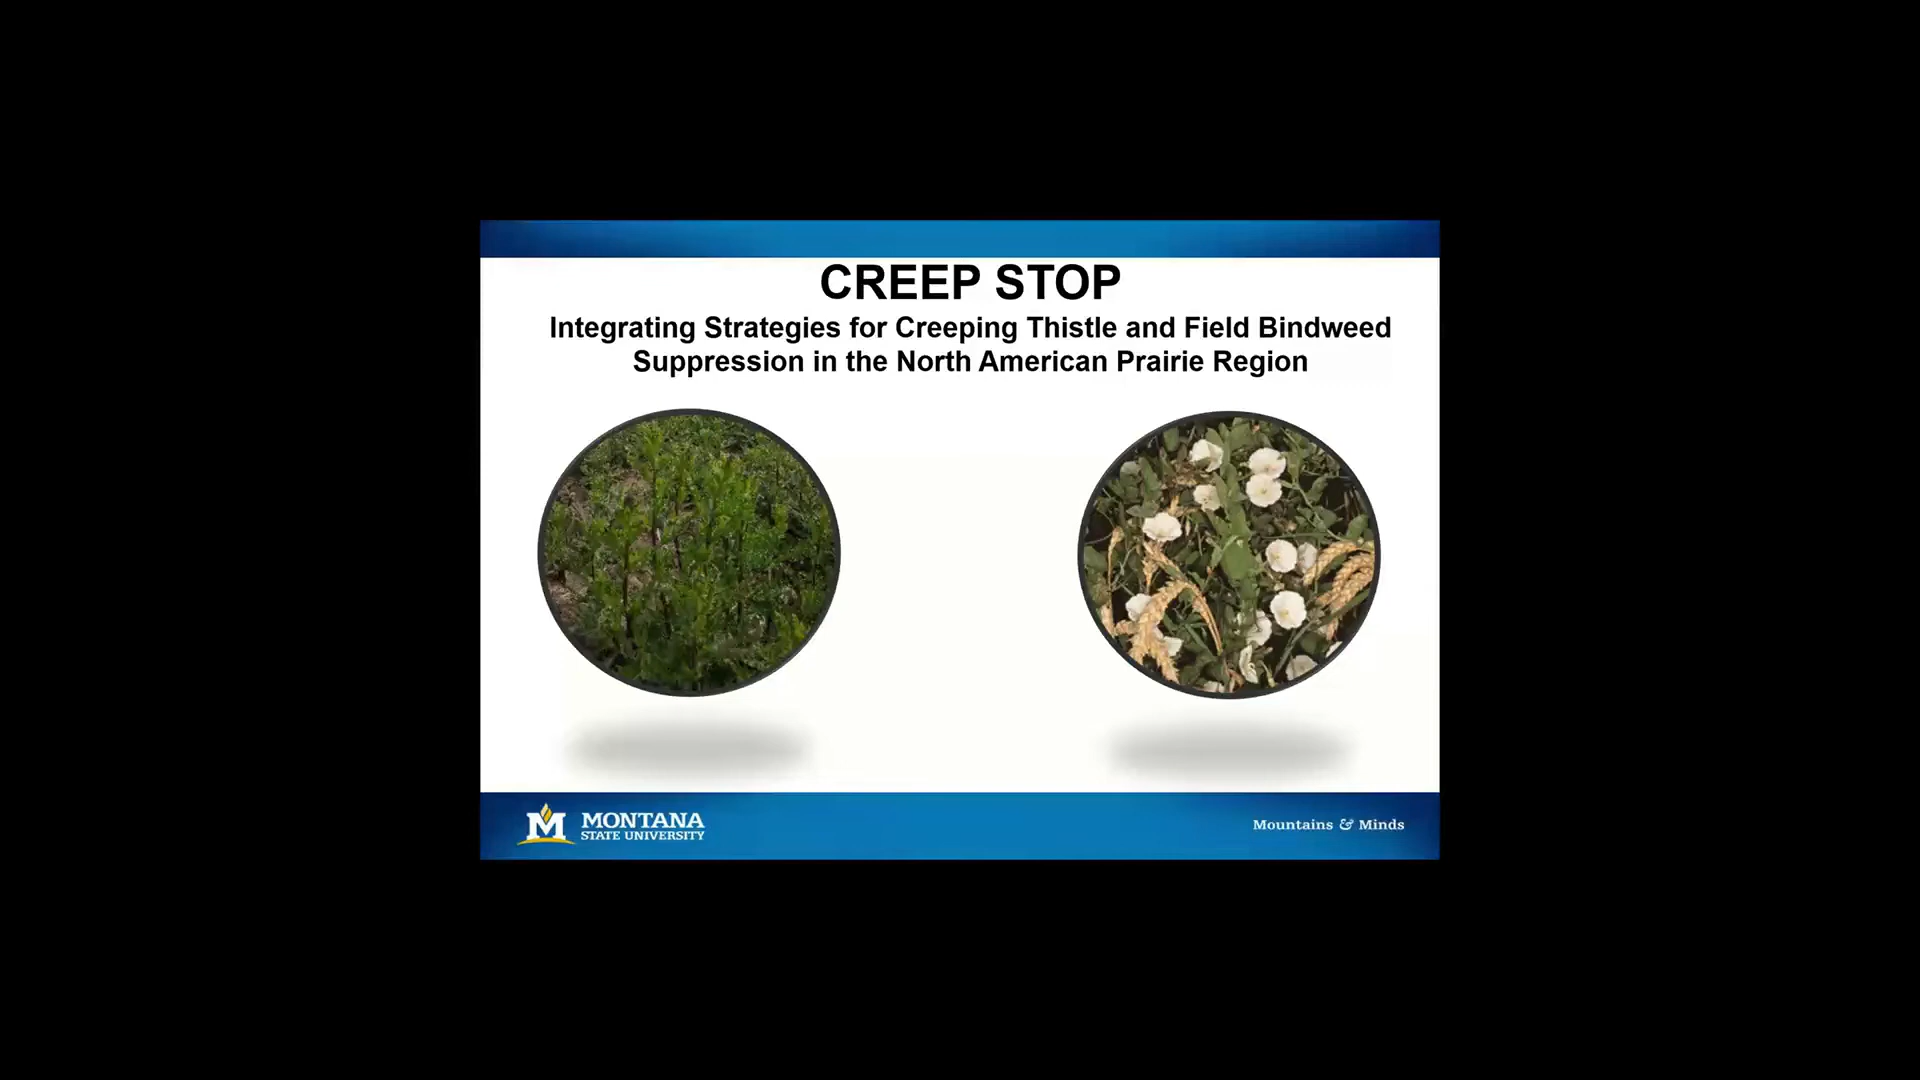 CREEP STOP
Integrating Strategies for Creeping Thistle and Field Bindweed
Suppression in the North American Prairie Region
M MONTANA
STATE UNIVERSITY
Mountains & Minds